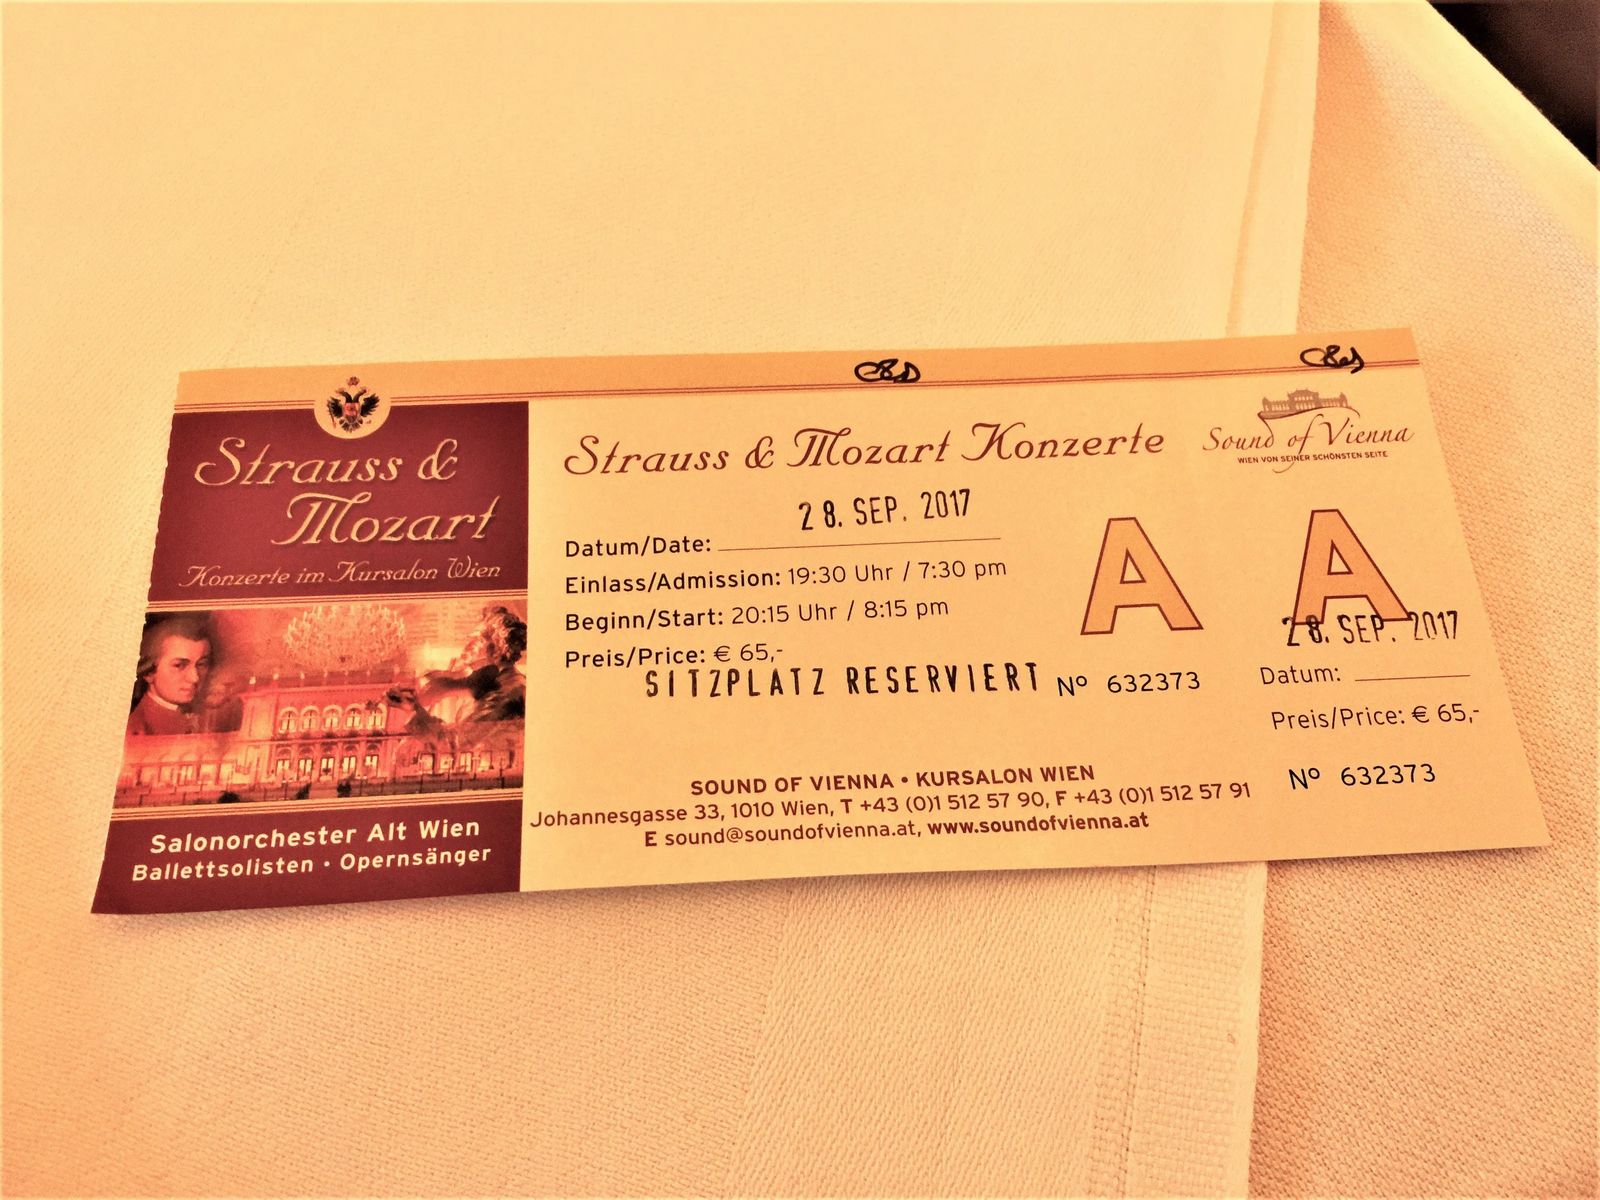 Strauss &
Mozart
Konzerte im Kursalon Wien
Salonorchester Alt Wien
Ballettsolisten • Opernsänger
Strauss & Mozart Konzerte
28. SEP. 2017
Datum/Date:
Einlass/Admission: 19:30 Uhr / 7:30 pm
Beginn/Start: 20:15 Uhr / 8:15 pm
Preis/Price: € 65,-
SITZPLATZ RESERVIERT
A
Nº 632373
SOUND OF VIENNA • KURSALON WIEN
Johannesgasse 33, 1010 Wien, T +43 (0)1 512 57 90, F +43 (0)1 512 57 91
E sound@soundofvienna.at, www.soundofvienna.at
Sound of Vienna
WIEN VON SEINER SCHÖNSTEN SEITE
A
28. SEP. 2017
Datum:
Preis/Price: € 65,-
Nº 632373